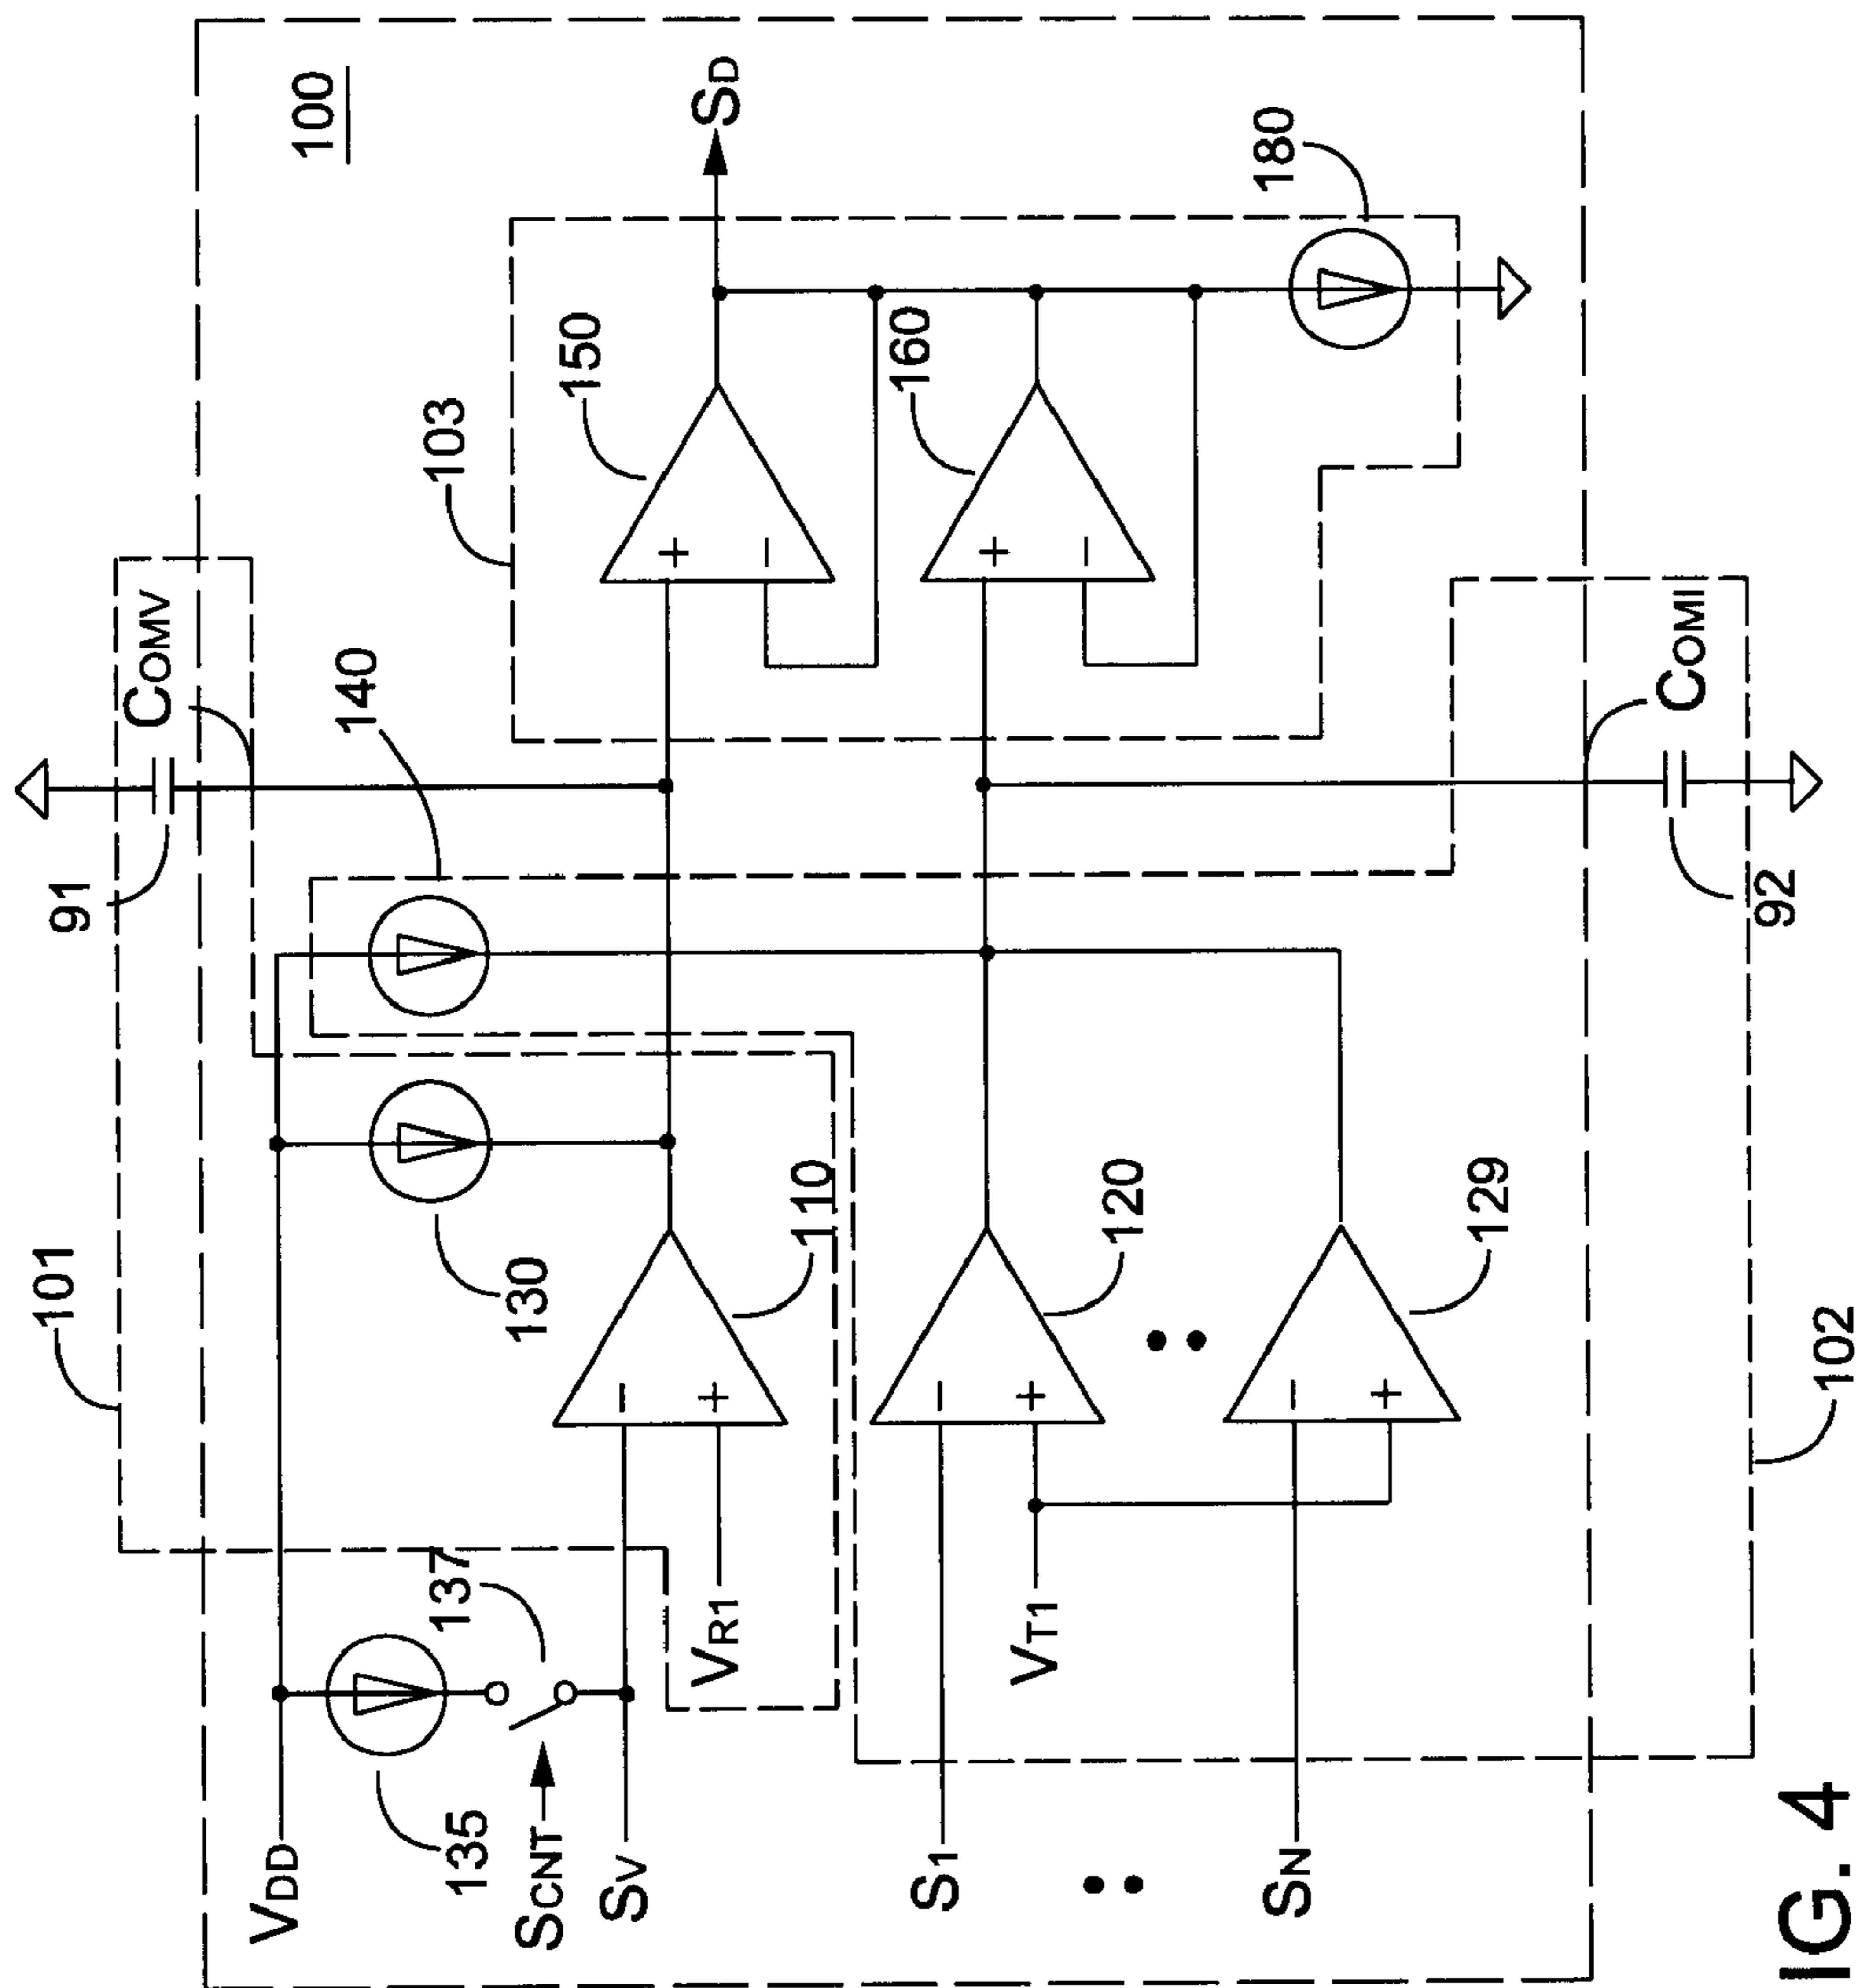 100
101
91
COMV
140
103
150
SD
160
180
130
110
120
129
VDD
135
137
SCNT
SV
VR1
S1
VT1
SN
COMI
92
102
IG. 4
+
−
+
−
−
+
−
+
−
+